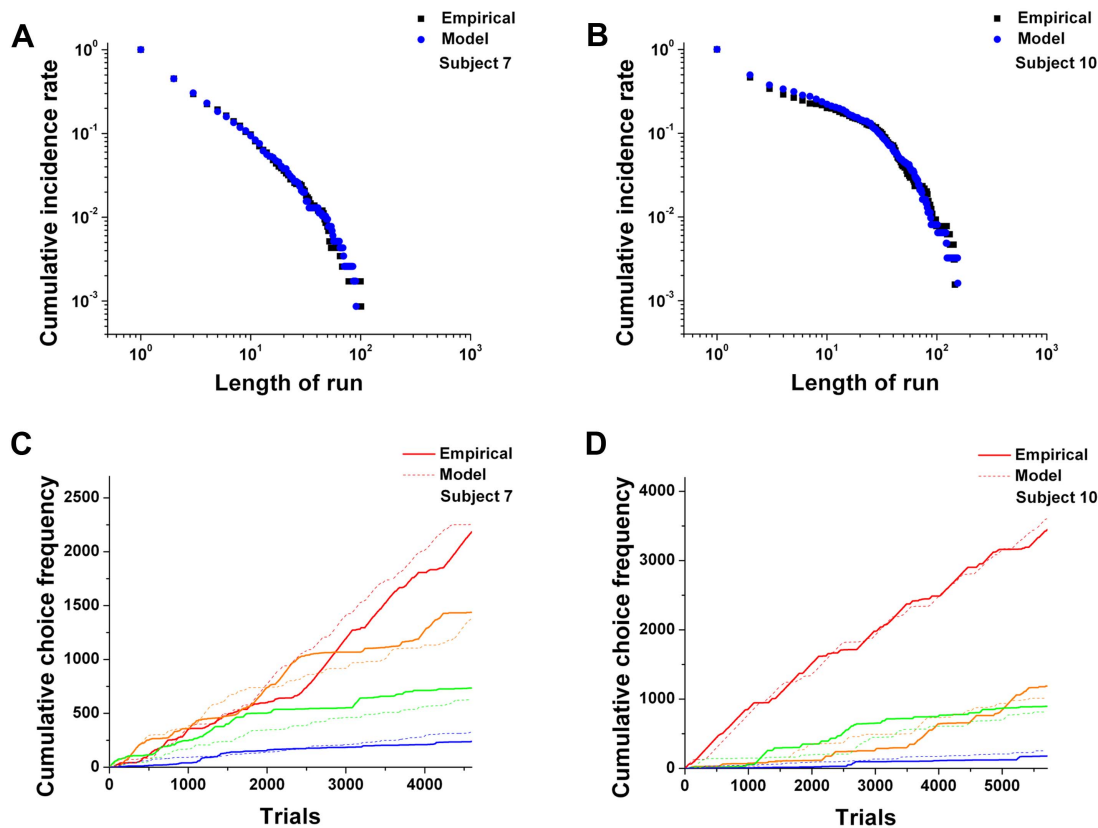 A
Empirical
Model
Subject 7
Cumulative incidence rate
10^0
10^-1
10^-2
10^-3
10^0 10^1 10^2 10^3
Length of run
B
Empirical
Model
Subject 10
Cumulative incidence rate
10^0
10^-1
10^-2
10^-3
10^0 10^1 10^2 10^3
Length of run
C
Empirical
Model
Subject 7
Cumulative choice frequency
2500
2000
1500
1000
500
0
0 1000 2000 3000 4000
Trials
D
Empirical
Model
Subject 10
Cumulative choice frequency
4000
3000
2000
1000
0
0 1000 2000 3000 4000 5000
Trials